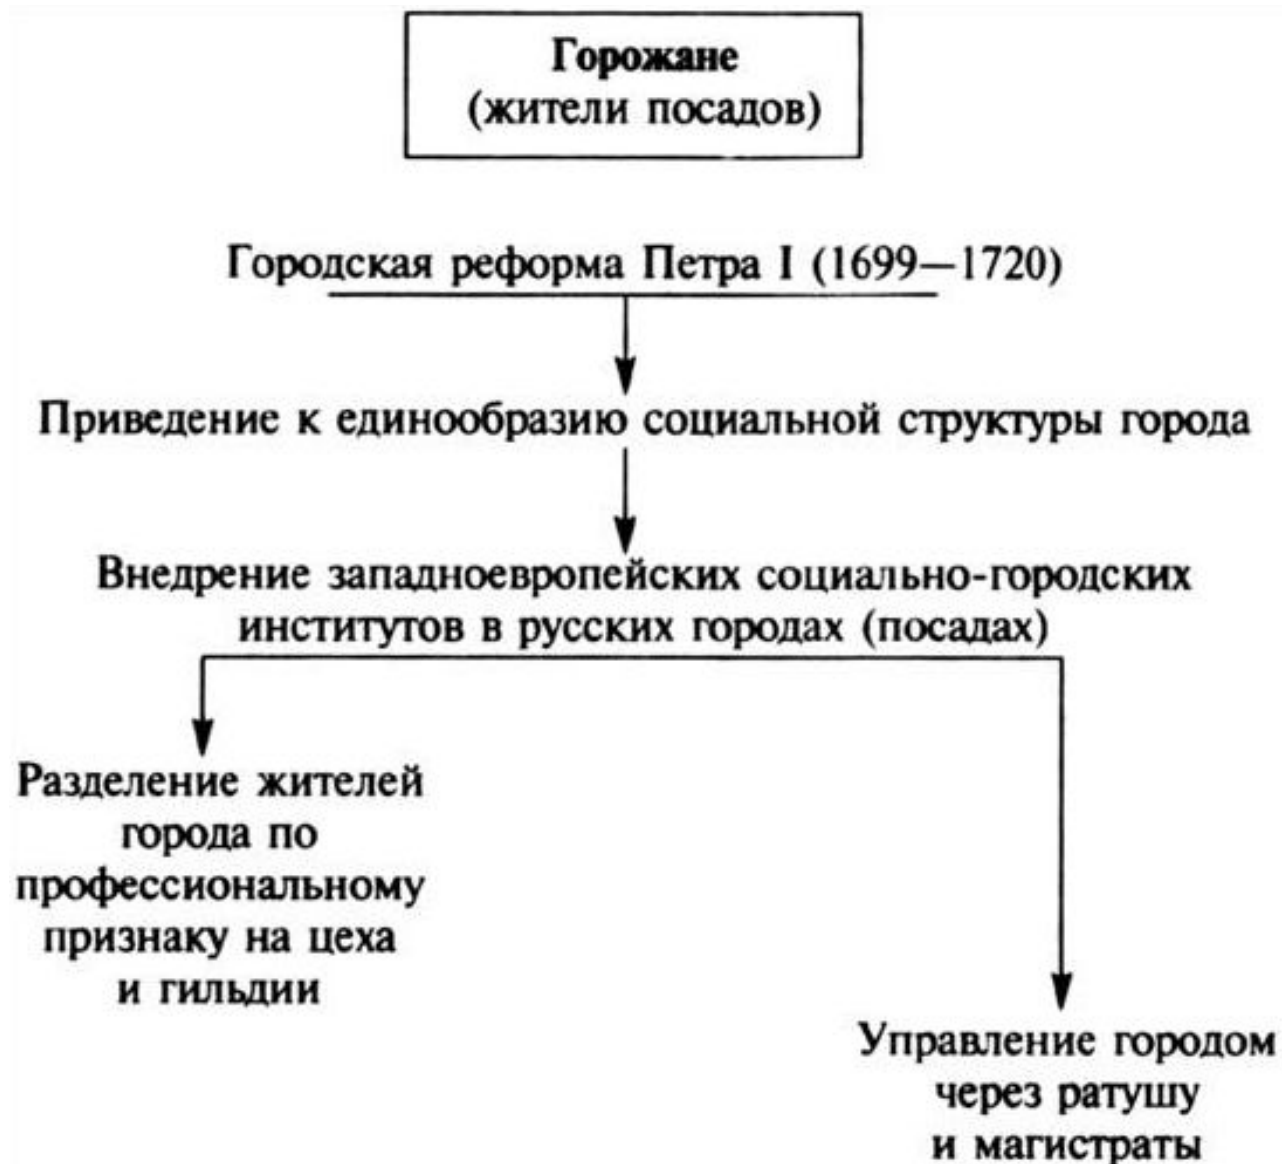 Горожане
(жители посадов)
Городская реформа Петра I (1699—1720)
Приведение к единообразию социальной структуры города
Внедрение западноевропейских социально-городских
институтов в русских городах (посадах)
Разделение жителей
города по
профессиональному
признаку на цеха
и гильдии
Управление городом
через ратушу
и магистраты